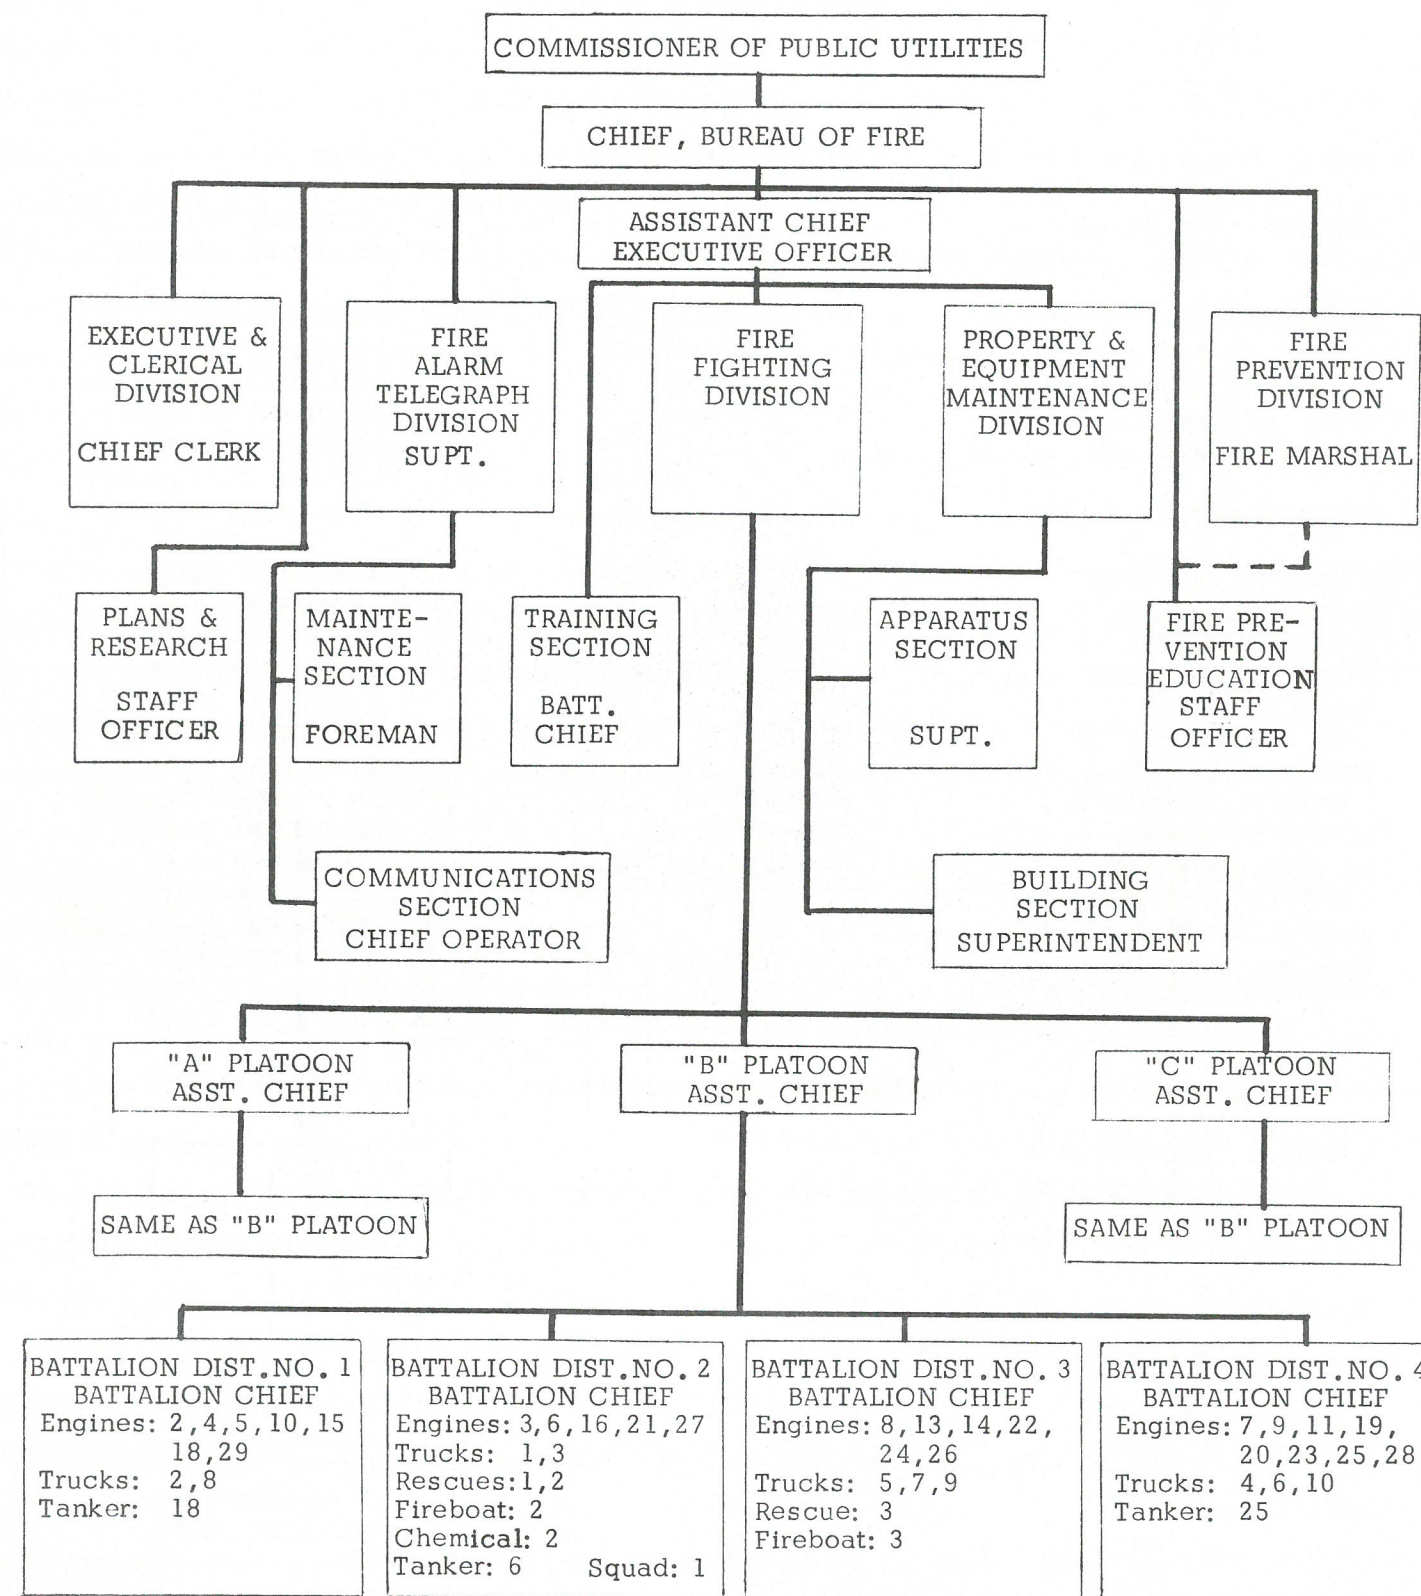 COMMISSIONER OF PUBLIC UTILITIES
CHIEF, BUREAU OF FIRE
ASSISTANT CHIEF
EXECUTIVE OFFICER
EXECUTIVE &
CLERICAL
DIVISION
CHIEF CLERK
FIRE
ALARM
TELEGRAPH
DIVISION
SUPT.
FIRE
FIGHTING
DIVISION
PROPERTY &
EQUIPMENT
MAINTENANCE
DIVISION
FIRE
PREVENTION
DIVISION
FIRE MARSHAL
PLANS &
RESEARCH
STAFF
OFFICER
MAINTE-
NANCE
SECTION
FOREMAN
TRAINING
SECTION
BATT.
CHIEF
APPARATUS
SECTION
SUPT.
FIRE PRE-
VENTION
EDUCATION
STAFF
OFFICER
COMMUNICATIONS
SECTION
CHIEF OPERATOR
BUILDING
SECTION
SUPERINTENDENT
"A" PLATOON
ASST. CHIEF
"B" PLATOON
ASST. CHIEF
"C" PLATOON
ASST. CHIEF
SAME AS "B" PLATOON
SAME AS "B" PLATOON
BATTALION DIST.NO. 1
BATTALION CHIEF
Engines: 2,4,5,10,15
18,29
Trucks: 2,8
Tanker: 18
BATTALION DIST.NO. 2
BATTALION CHIEF
Engines: 3,6,16,21,27
Trucks: 1,3
Rescues:1,2
Fireboat: 2
Chemical: 2
Tanker: 6 Squad: 1
BATTALION DIST.NO. 3
BATTALION CHIEF
Engines: 8,13,14,22,
24,26
Trucks: 5,7,9
Rescue: 3
Fireboat: 3
BATTALION DIST.NO. 4
BATTALION CHIEF
Engines: 7,9,11,19,
20,23,25,28
Trucks: 4,6,10
Tanker: 25